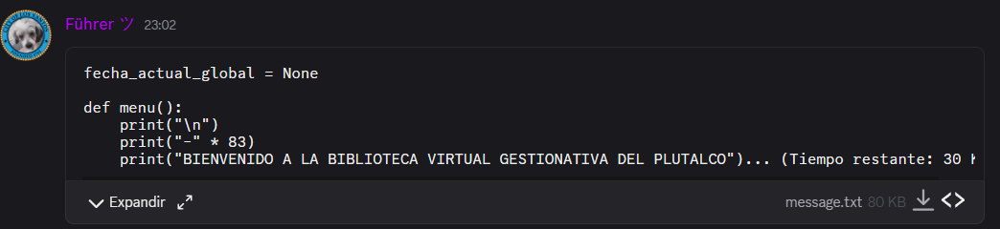 Führer ツ 23:02
fecha_actual_global = None
def menu():
print("\n")
print("-" * 83)
print("BIENVENIDO A LA BIBLIOTECA VIRTUAL GESTIONATIVA DEL PLUTALCO")... (Tiempo restante: 30 K
Expandir
message.txt 80 KB